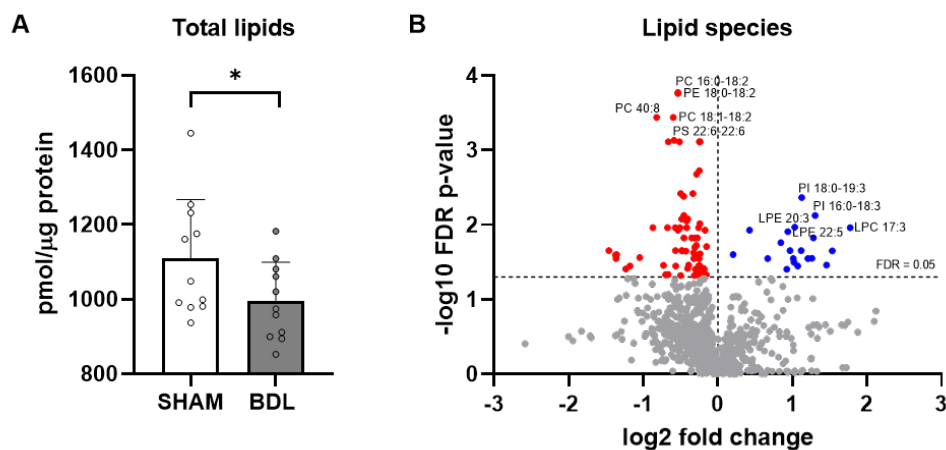 A
Total lipids
pmol/µg protein
1600
1400
1200
1000
800
*
SHAM
BDL
B
Lipid species
-log10 FDR p-value
4
3
2
1
0
PC 16:0-18:2
PE 18:0-18:2
PC 40:8
PC 18:1-18:2
PS 22:6-22:6
PI 18:0-19:3
PI 16:0-18:3
LPE 20:3
LPE 22:5
LPC 17:3
FDR = 0.05
-3
-2
-1
0
1
2
3
log2 fold change